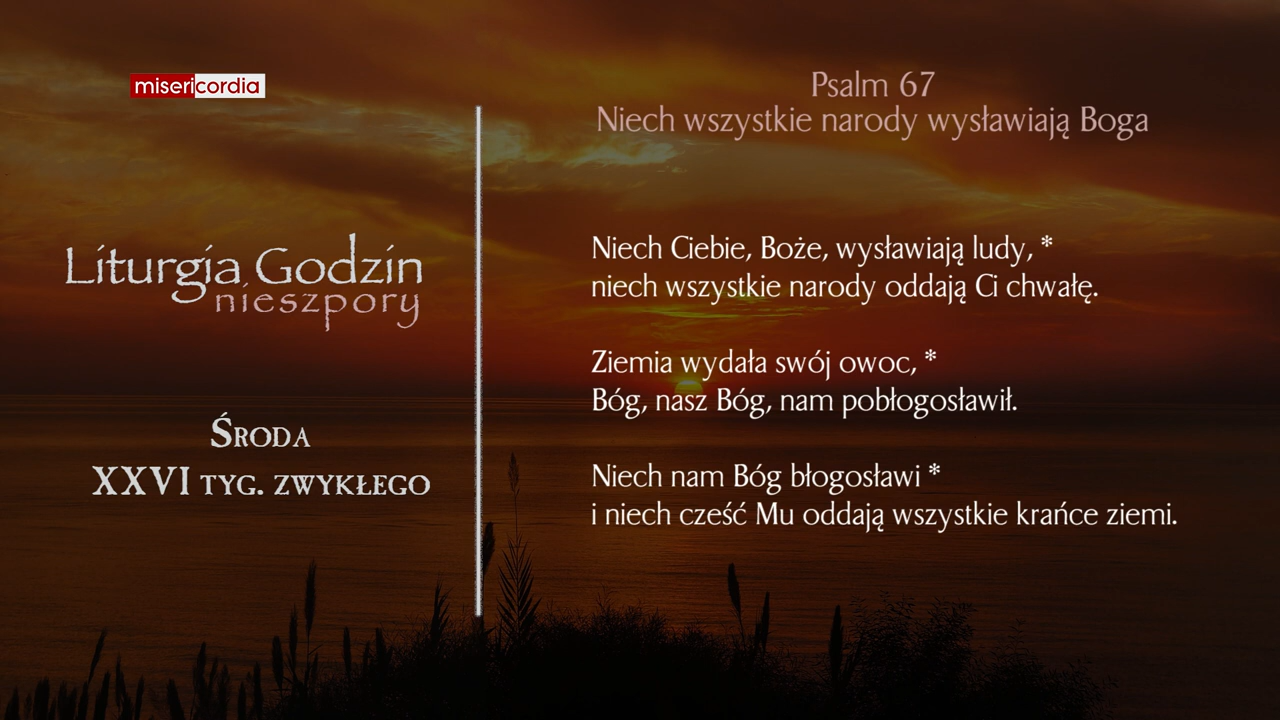 misericordia
Liturgia Godzin
nieszpory
Środa
XXVI tyg. zwykłego
Psalm 67
Niech wszystkie narody wysławiają Boga
Niech Ciebie, Boże, wysławiają ludy, *
niech wszystkie narody oddają Ci chwałę.
Ziemia wydała swój owoc, *
Bóg, nasz Bóg, nam pobłogosławił.
Niech nam Bóg błogosławi *
i niech cześć Mu oddają wszystkie krańce ziemi.